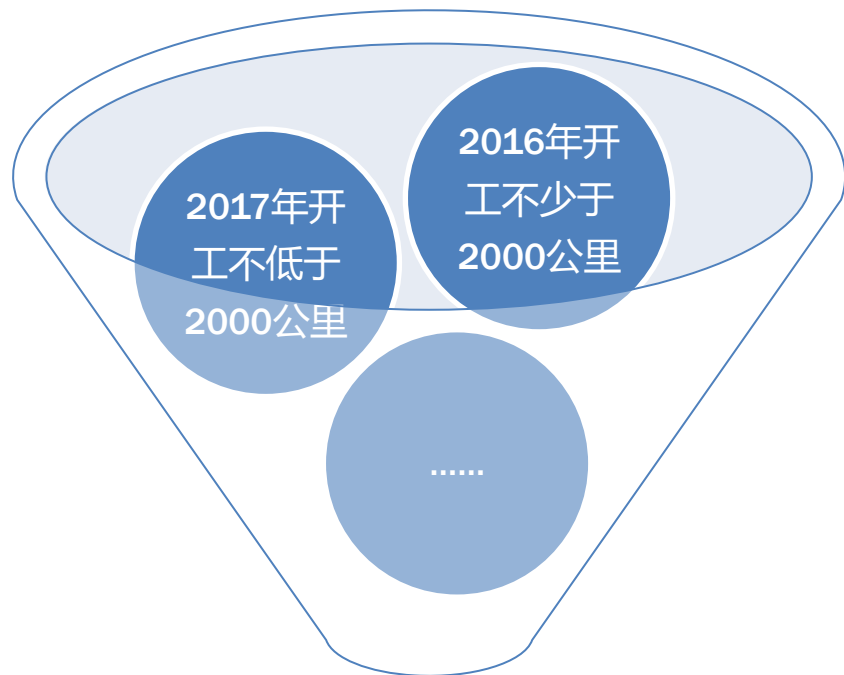 2016年开
工不少于
2000公里
2017年开
工不低于
2000公里
......